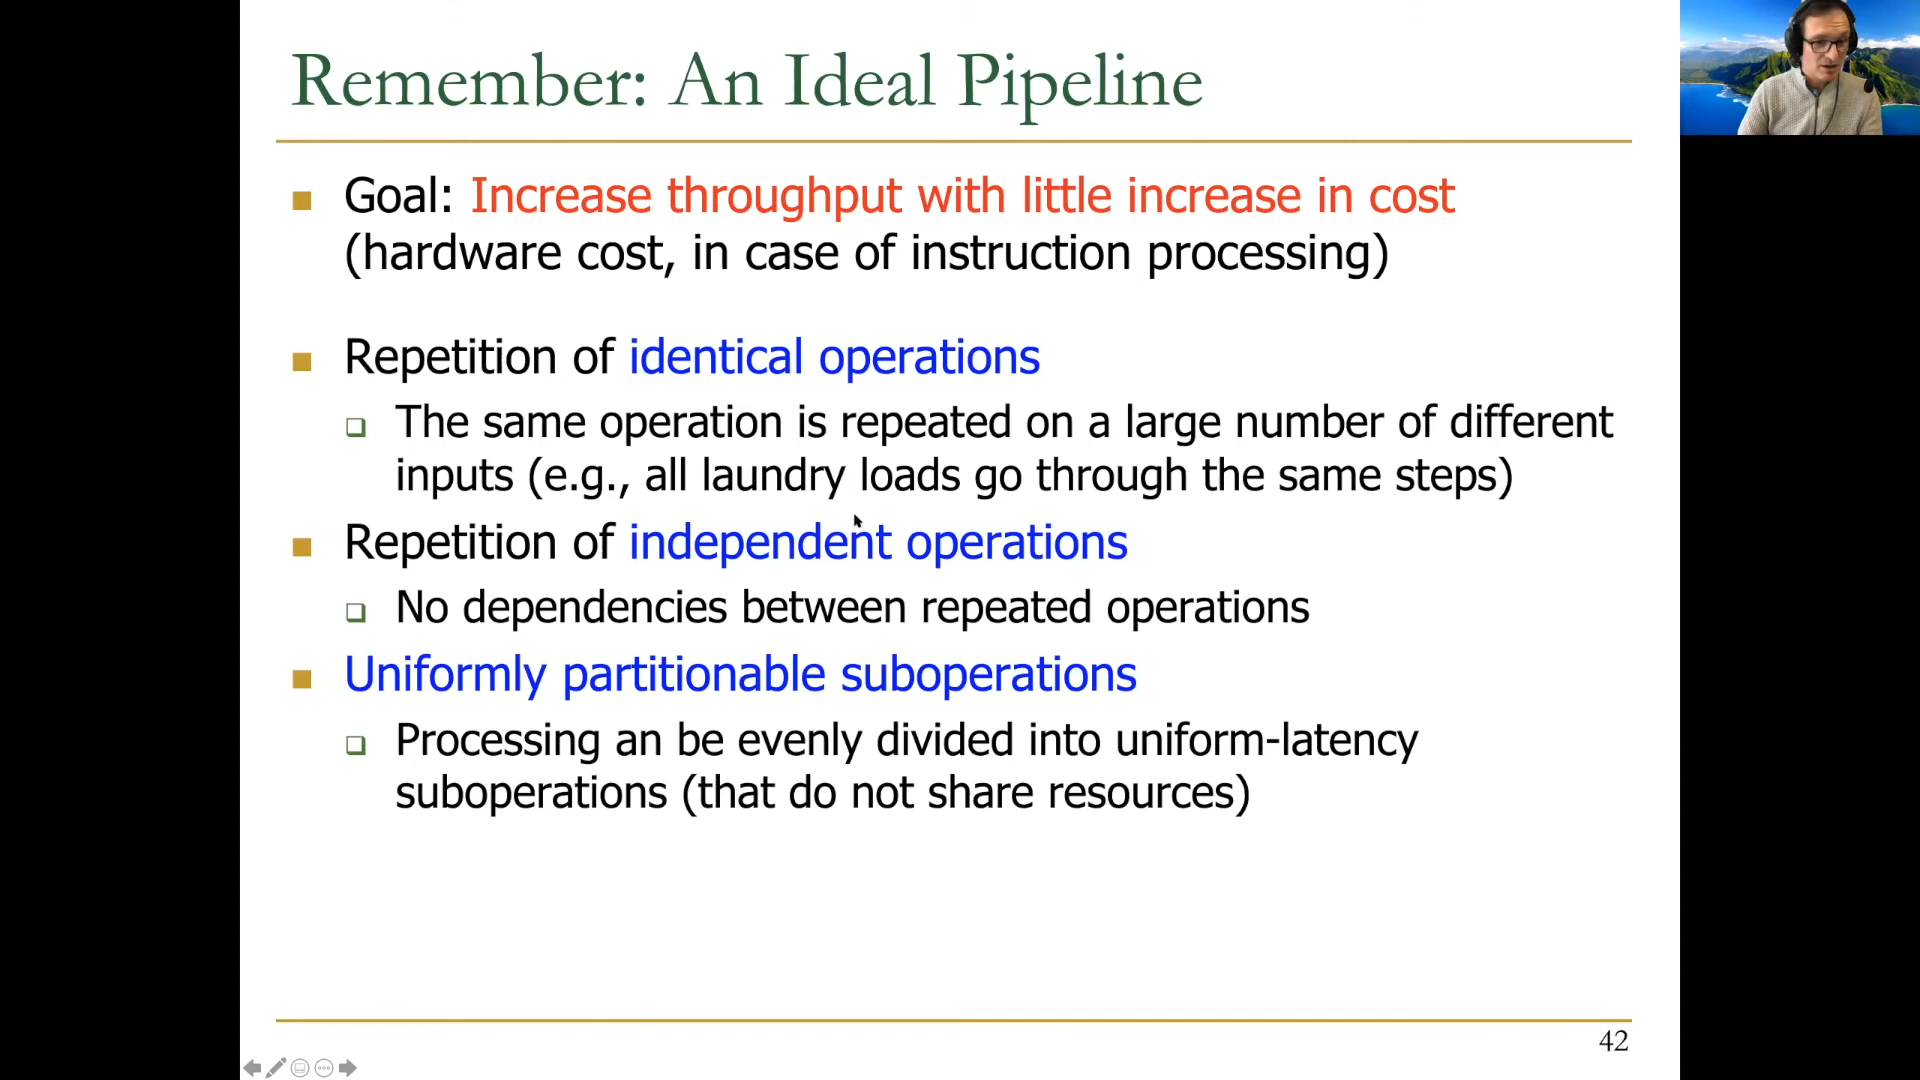 Remember: An Ideal Pipeline
Goal: Increase throughput with little increase in cost
(hardware cost, in case of instruction processing)
Repetition of identical operations
The same operation is repeated on a large number of different
inputs (e.g., all laundry loads go through the same steps)
Repetition of independent operations
No dependencies between repeated operations
Uniformly partitionable suboperations
Processing an be evenly divided into uniform-latency
suboperations (that do not share resources)
42